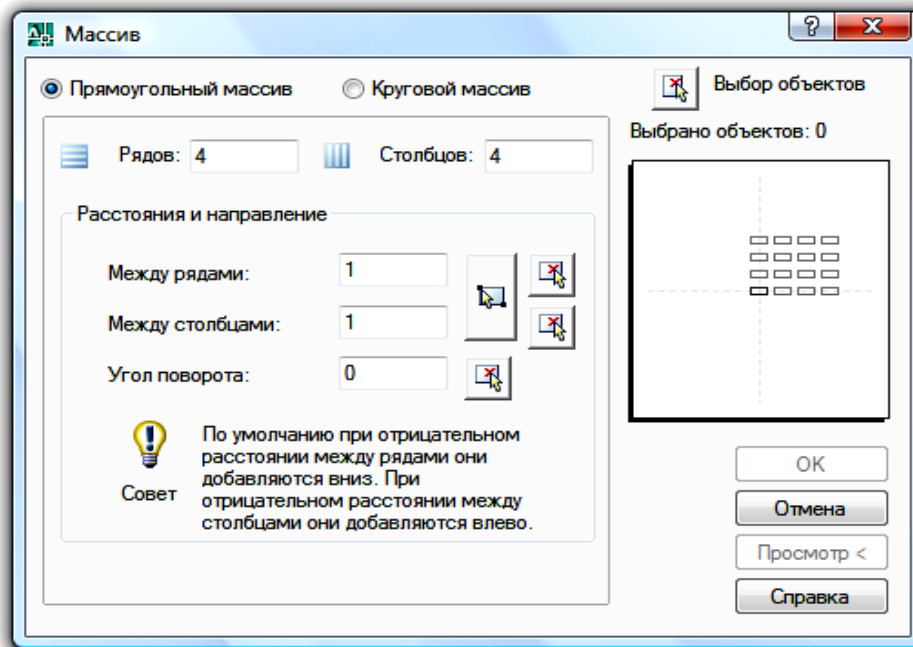 Массив
Прямоугольный массив
Круговой массив
Выбор объектов
Выбрано объектов: 0
Рядов: 4
Столбцов: 4
Расстояния и направление
Между рядами: 1
Между столбцами: 1
Угол поворота: 0
Совет
По умолчанию при отрицательном
расстоянии между рядами они
добавляются вниз. При
отрицательном расстоянии между
столбцами они добавляются влево.
OK
Отмена
Просмотр <
Справка